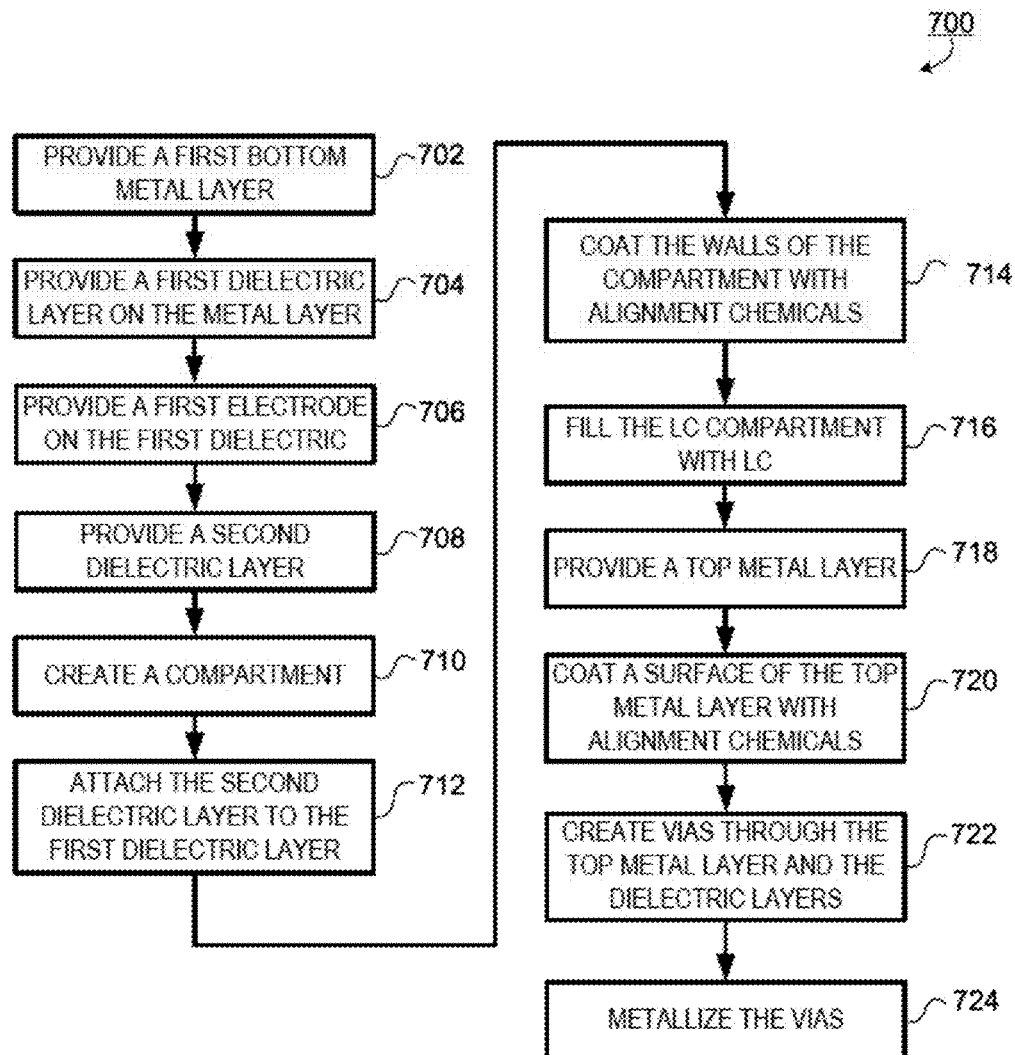 700
PROVIDE A FIRST BOTTOM
METAL LAYER
702
PROVIDE A FIRST DIELECTRIC
LAYER ON THE METAL LAYER
704
PROVIDE A FIRST ELECTRODE
ON THE FIRST DIELECTRIC
706
PROVIDE A SECOND
DIELECTRIC LAYER
708
CREATE A COMPARTMENT
710
ATTACH THE SECOND
DIELECTRIC LAYER TO THE
FIRST DIELECTRIC LAYER
712
COAT THE WALLS OF THE
COMPARTMENT WITH
ALIGNMENT CHEMICALS
714
FILL THE LC COMPARTMENT
WITH LC
716
PROVIDE A TOP METAL LAYER
718
COAT A SURFACE OF THE TOP
METAL LAYER WITH
ALIGNMENT CHEMICALS
720
CREATE VIAS THROUGH THE
TOP METAL LAYER AND THE
DIELECTRIC LAYERS
722
METALLIZE THE VIAS
724